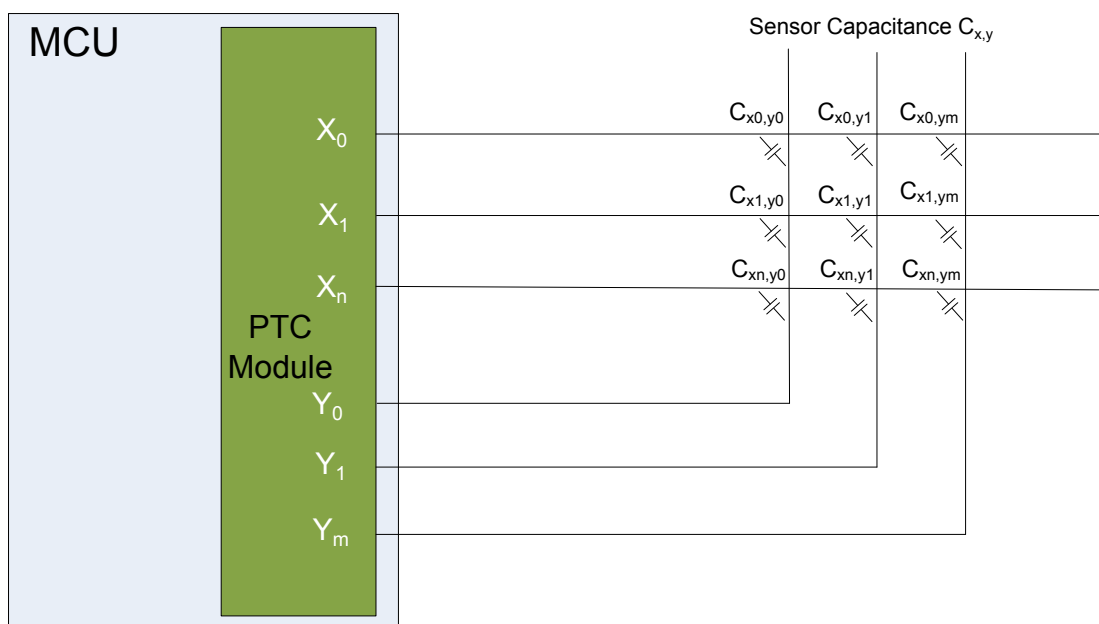 MCU
Sensor Capacitance Cx,y
Cx0,y0 Cx0,y1 Cx0,ym
X0
Cx1,y0 Cx1,y1 Cx1,ym
X1
Cxn,y0 Cxn,y1 Cxn,ym
Xn
PTC
Module
Y0
Y1
Ym